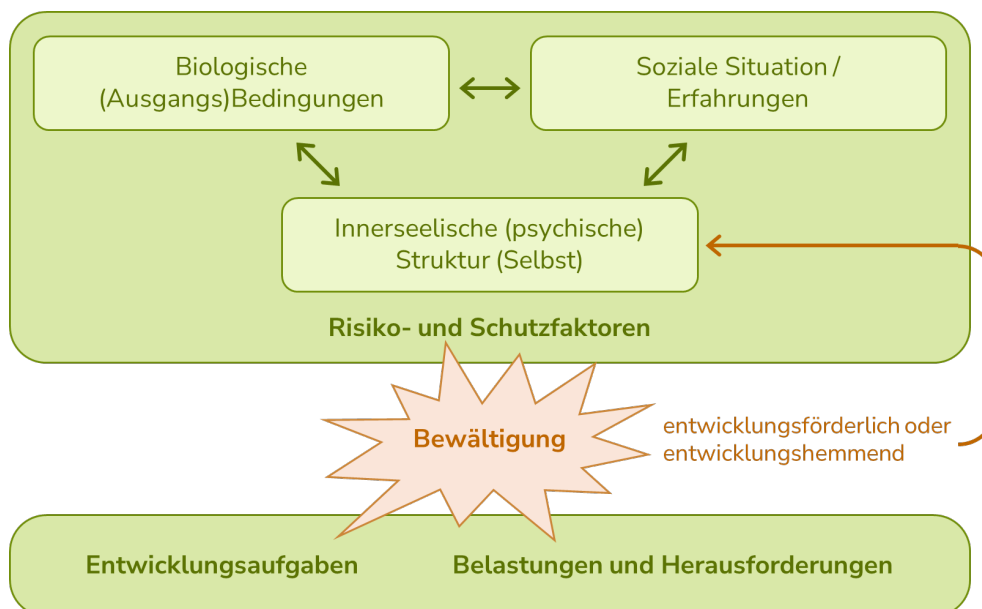 Biologische
(Ausgangs)Bedingungen
Soziale Situation /
Erfahrungen
Innerseelische (psychische)
Struktur (Selbst)
Risiko- und Schutzfaktoren
Bewältigung
entwicklungsförderlich oder
entwicklungshemmend
Entwicklungsaufgaben
Belastungen und Herausforderungen